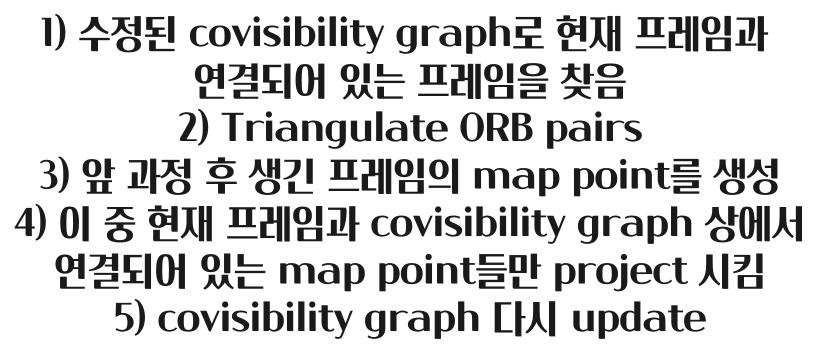 1) 수정된 covisibility graph로 현재 프레임과
연결되어 있는 프레임을 찾음
2) Triangulate ORB pairs
3) 앞 과정 후 생긴 프레임의 map point를 생성
4) 이 중 현재 프레임과 covisibility graph 상에서
연결되어 있는 map point들만 project 시킴
5) covisibility graph 다시 update